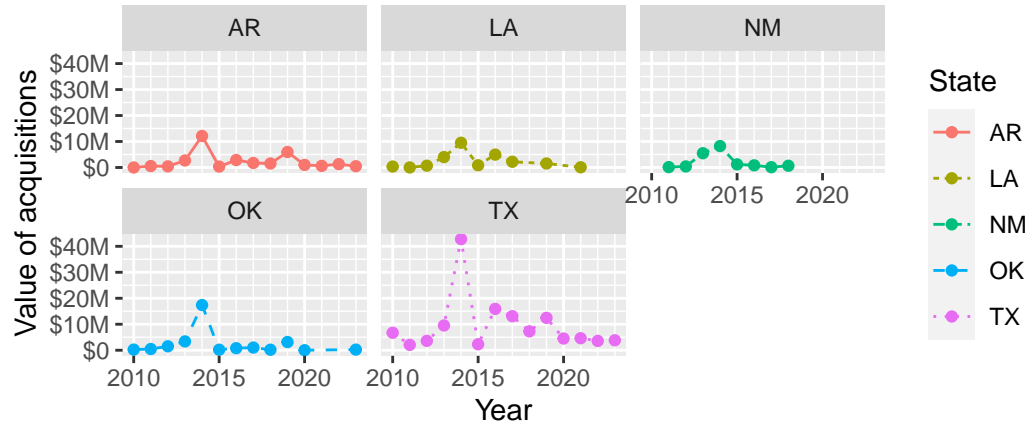 AR
LA
NM
Value of acquisitions
$40M
$30M
$20M
$10M
$0
2010
2015
2020
OK
TX
$40M
$30M
$20M
$10M
$0
2010
2015
2020
2010
2015
2020
Year
State
AR
LA
NM
OK
TX